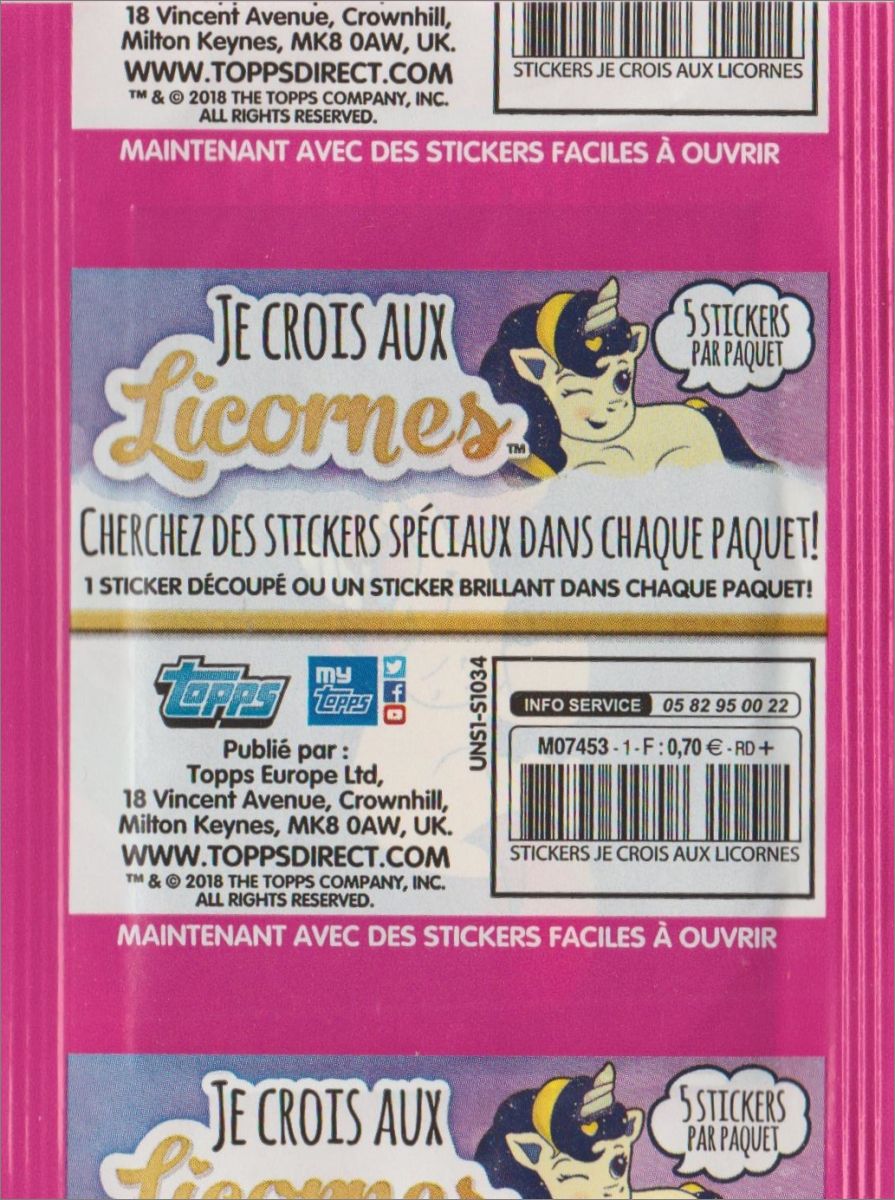 18 Vincent Avenue, Crownhill,
Milton Keynes, MK8 0AW, UK.
WWW.TOPPSDIRECT.COM
™ & © 2018 THE TOPPS COMPANY, INC.
ALL RIGHTS RESERVED.
STICKERS JE CROIS AUX LICORNES
MAINTENANT AVEC DES STICKERS FACILES À OUVRIR
JE CROIS AUX
Licornes™
5 STICKERS
PAR PAQUET
CHERCHEZ DES STICKERS SPÉCIAUX DANS CHAQUE PAQUET!
1 STICKER DÉCOUPÉ OU UN STICKER BRILLANT DANS CHAQUE PAQUET!
topps
my
topps
Publié par :
Topps Europe Ltd,
18 Vincent Avenue, Crownhill,
Milton Keynes, MK8 0AW, UK.
WWW.TOPPSDIRECT.COM
™ & © 2018 THE TOPPS COMPANY, INC.
ALL RIGHTS RESERVED.
UNS1-S1034
INFO SERVICE 05 82 95 00 22
M07453 - 1 - F : 0,70 € - RD +
STICKERS JE CROIS AUX LICORNES
MAINTENANT AVEC DES STICKERS FACILES À OUVRIR
JE CROIS AUX
Licornes
5 STICKERS
PAR PAQUET